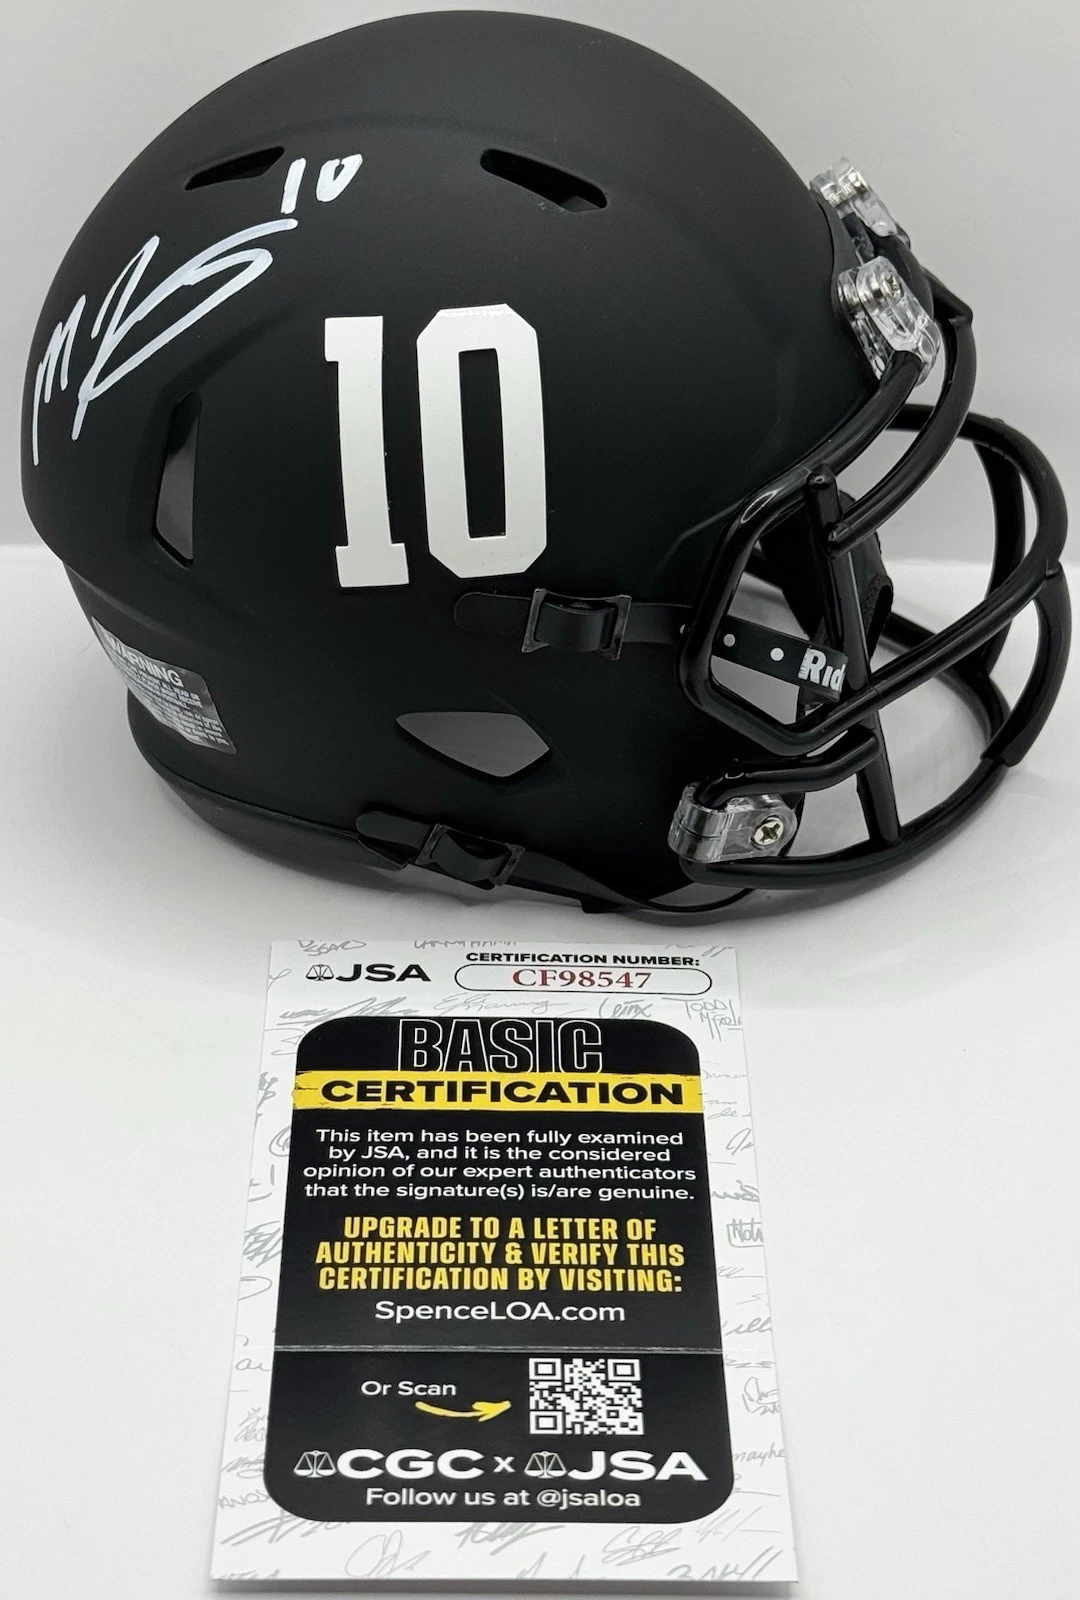 10
10
WARNING
Rid
JSA
CERTIFICATION NUMBER:
CF98547
BASIC
CERTIFICATION
This item has been fully examined
by JSA, and it is the considered
opinion of our expert authenticators
that the signature(s) is/are genuine.
UPGRADE TO A LETTER OF
AUTHENTICITY & VERIFY THIS
CERTIFICATION BY VISITING:
SpenceLOA.com
Or Scan
CGC x JSA
Follow us at @jsaloa